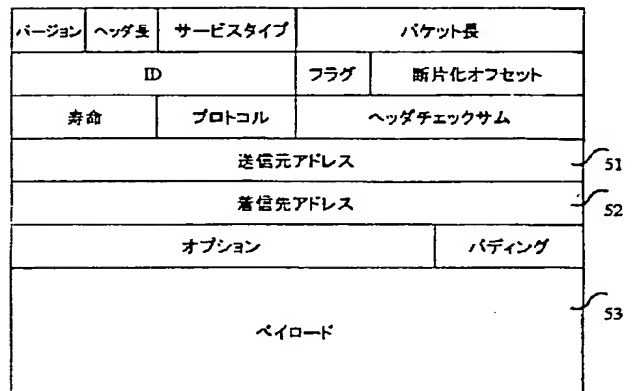 バージョン ヘッダ長 サービスタイプ パケット長
ID フラグ 断片化オフセット
寿命 プロトコル ヘッダチェックサム
送信元アドレス 51
着信先アドレス 52
オプション パディング
ペイロード 53